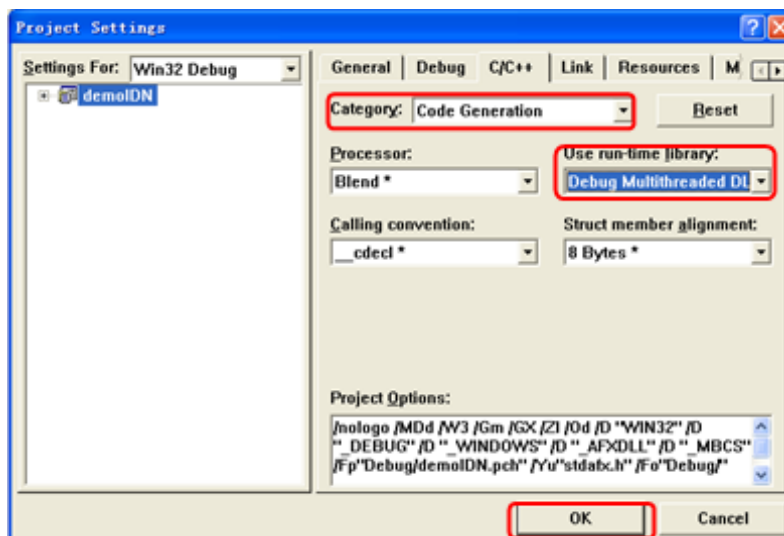 Project Settings
Settings For: Win32 Debug
demoIDN
General Debug C/C++ Link Resources M
Category: Code Generation Reset
Processor: Use run-time library:
Blend * Debug Multithreaded DL
Calling convention: Struct member alignment:
__cdecl * 8 Bytes *
Project Options:
/nologo /MDd /W3 /Gm /GX /ZI /Od /D "WIN32" /D
"_DEBUG" /D "_WINDOWS" /D "_AFXDLL" /D "_MBCS"
/Fp"Debug/demoIDN.pch" /Yu"stdafx.h" /Fo"Debug/"
OK Cancel